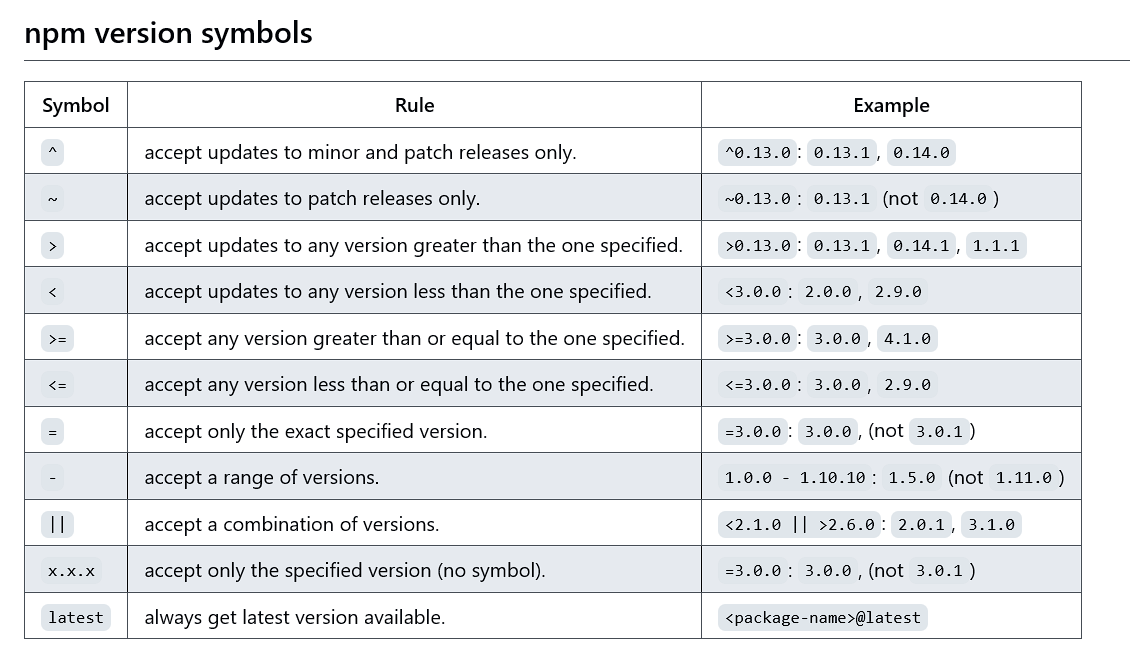 npm version symbols
Symbol Rule Example
^ accept updates to minor and patch releases only. ^0.13.0: 0.13.1, 0.14.0
~ accept updates to patch releases only. ~0.13.0: 0.13.1 (not 0.14.0)
> accept updates to any version greater than the one specified. >0.13.0: 0.13.1, 0.14.1, 1.1.1
< accept updates to any version less than the one specified. <3.0.0: 2.0.0, 2.9.0
>= accept any version greater than or equal to the one specified. >=3.0.0: 3.0.0, 4.1.0
<= accept any version less than or equal to the one specified. <=3.0.0: 3.0.0, 2.9.0
= accept only the exact specified version. =3.0.0: 3.0.0, (not 3.0.1)
- accept a range of versions. 1.0.0 - 1.10.10: 1.5.0 (not 1.11.0)
|| accept a combination of versions. <2.1.0 || >2.6.0: 2.0.1, 3.1.0
x.x.x accept only the specified version (no symbol). =3.0.0: 3.0.0, (not 3.0.1)
latest always get latest version available. <package-name>@latest